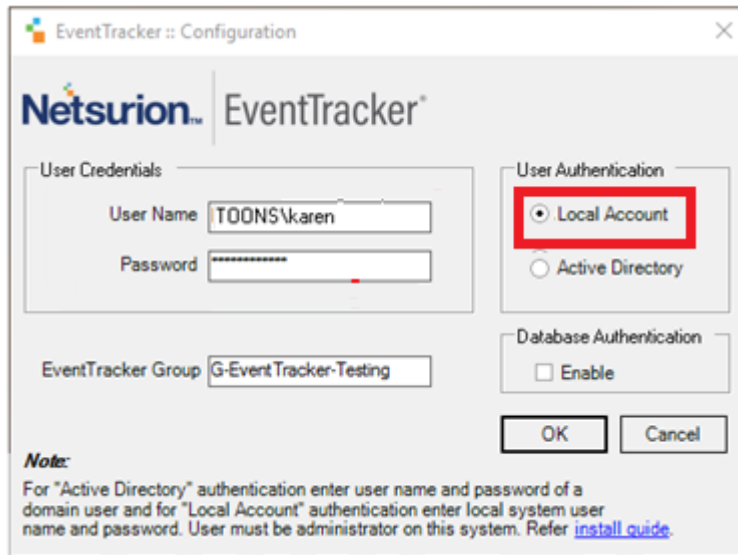 EventTracker :: Configuration
Netsurion™ EventTracker®
User Credentials
User Name TOONS\karen
Password ************
User Authentication
Local Account
Active Directory
EventTracker Group G-EventTracker-Testing
Database Authentication
Enable
OK Cancel
Note:
For "Active Directory" authentication enter user name and password of a
domain user and for "Local Account" authentication enter local system user
name and password. User must be administrator on this system. Refer install guide.